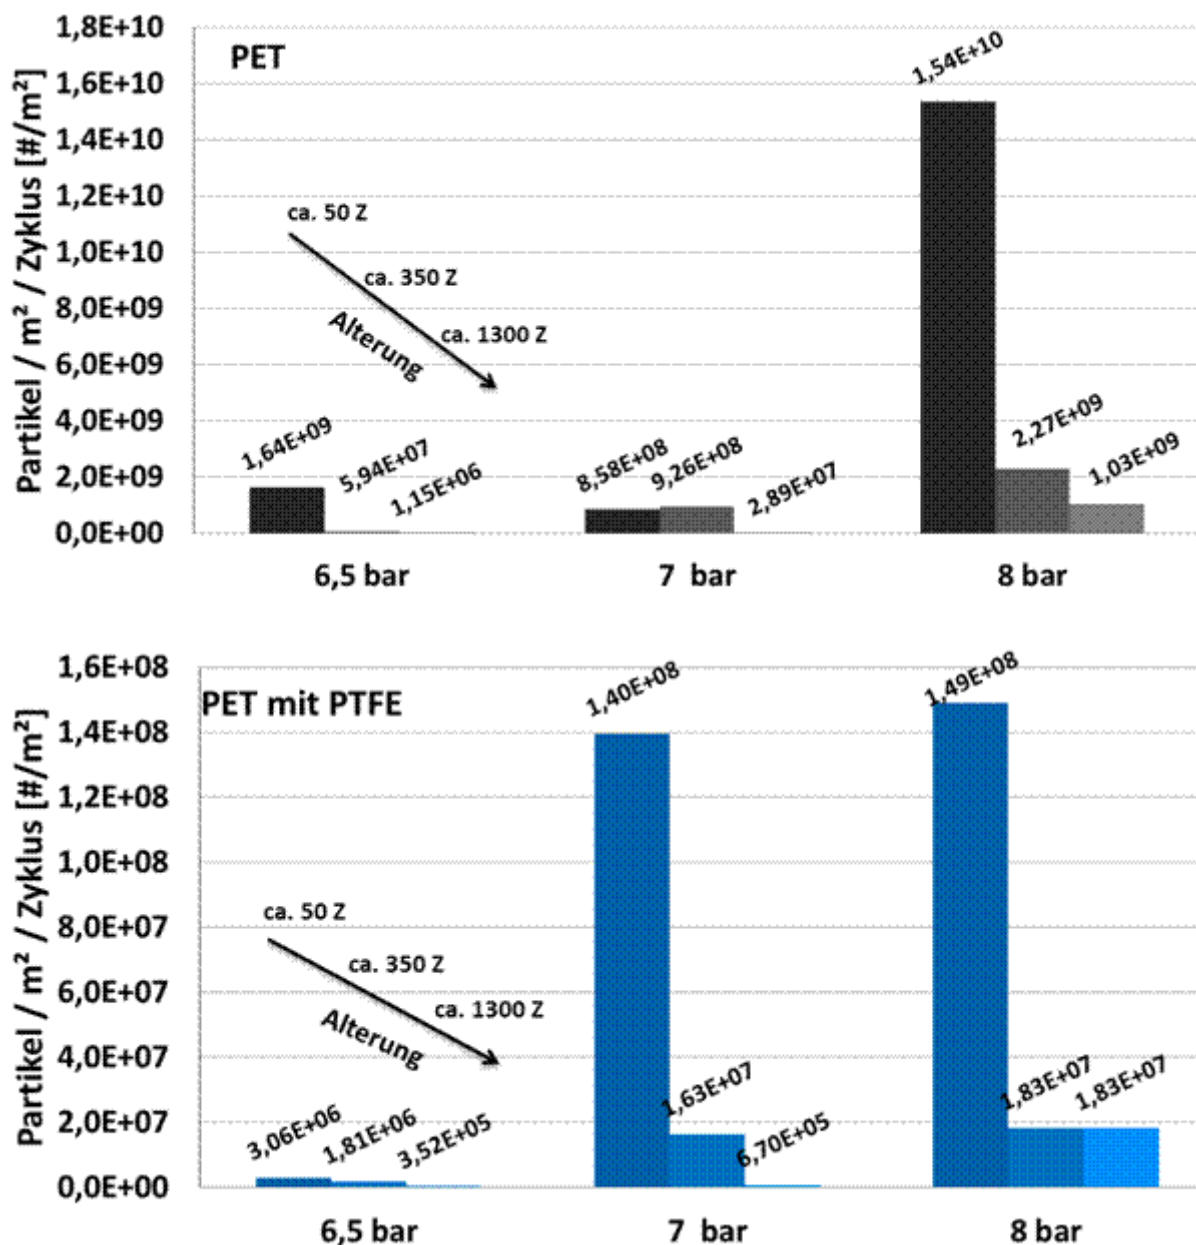 1,8E+10
PET
1,54E+10
1,6E+10
1,4E+10
1,2E+10
ca. 50 Z
1,0E+10
ca. 350 Z
8,0E+09
Alterung
ca. 1300 Z
6,0E+09
4,0E+09
1,64E+09
5,94E+07
1,15E+06
8,58E+08
9,26E+08
2,89E+07
2,27E+09
1,03E+09
2,0E+09
0,0E+00
Partikel / m² / Zyklus [#/m²]
6,5 bar
7 bar
8 bar
1,6E+08
PET mit PTFE
1,40E+08
1,49E+08
1,4E+08
1,2E+08
1,0E+08
ca. 50 Z
8,0E+07
ca. 350 Z
6,0E+07
Alterung
ca. 1300 Z
4,0E+07
3,06E+06
1,81E+06
3,52E+05
1,63E+07
6,70E+05
1,83E+07
1,83E+07
2,0E+07
0,0E+00
Partikel / m² / Zyklus [#/m²]
6,5 bar
7 bar
8 bar